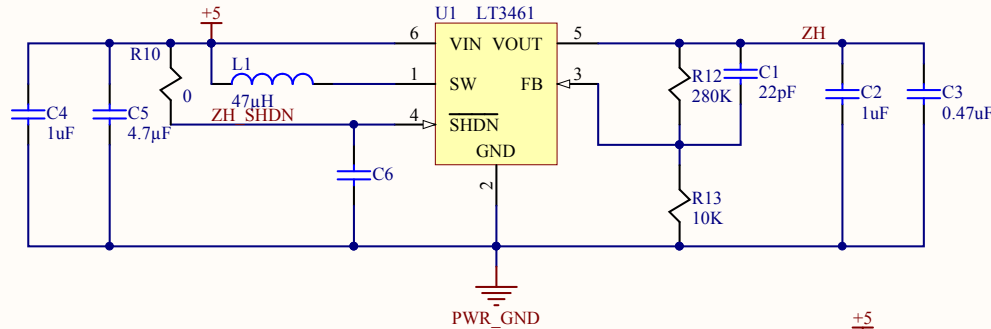 U1 LT3461
+5
ZH
R10
6 VIN VOUT 5
L1
C1
R12
1 SW FB 3
0
280K
22pF
C4
C5
C2
C3
47µH
1uF
4.7µF
1uF
0.47uF
ZH_SHDN
4 SHDN
GND
C6
2
R13
10K
PWR_GND
+5